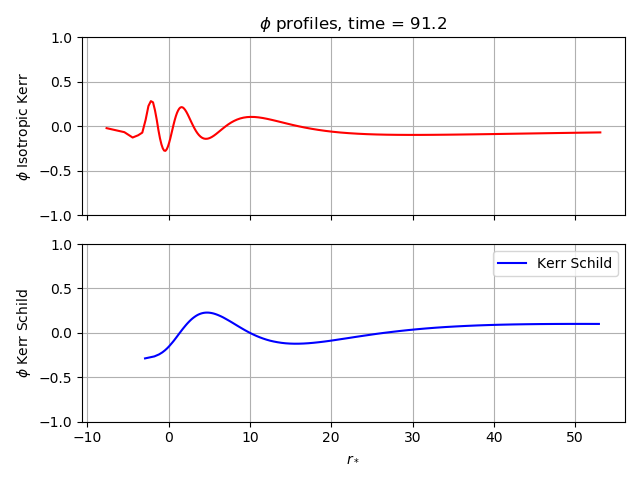 ϕ profiles, time = 91.2
1.0
0.5
0.0
−0.5
−1.0
ϕ Isotropic Kerr
1.0
0.5
0.0
−0.5
−1.0
ϕ Kerr Schild
Kerr Schild
−10 0 10 20 30 40 50
r*